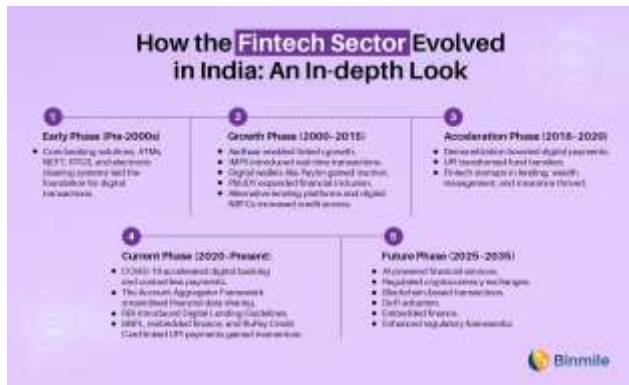 How the Fintech Sector Evolved
in India: An In-depth Look
1
Early Phase (Pre-2000s)
Core banking solutions, ATMs,
NEFT, RTGS, and electronic
clearing systems laid the
foundation for digital
transactions.
2
Growth Phase (2000-2015)
Aadhaar enabled fintech growth.
IMPS introduced real-time transactions.
Digital wallets like Paytm gained traction.
PMJDY expanded financial inclusion.
Alternative lending platforms and digital
NBFCs increased credit access.
3
Acceleration Phase (2016-2020)
Demonetization boosted digital payments.
UPI transformed fund transfers.
Fintech startups in lending, wealth
management, and insurance thrived.
4
Current Phase (2020-Present)
COVID-19 accelerated digital banking
and contactless payments.
The Account Aggregator Framework
streamlined financial data sharing.
RBI introduced Digital Lending Guidelines.
BNPL, embedded finance, and RuPay Credit
Card-linked UPI payments gained momentum.
5
Future Phase (2025-2035)
AI-powered financial services.
Regulated cryptocurrency exchanges.
Blockchain-based transactions.
DeFi adoption.
Embedded finance.
Enhanced regulatory frameworks.
Binmile